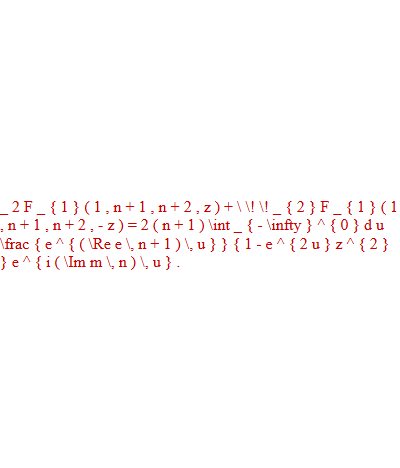 _ 2 F _ { 1 } ( 1 , n + 1 , n + 2 , z ) + \ \! \! _ { 2 } F _ { 1 } ( 1
, n + 1 , n + 2 , - z ) = 2 ( n + 1 ) \int _ { - \infty } ^ { 0 } d u
\frac { e ^ { ( \Re e \, n + 1 ) \, u } } { 1 - e ^ { 2 u } z ^ { 2 }
} e ^ { i ( \Im m \, n ) \, u } .